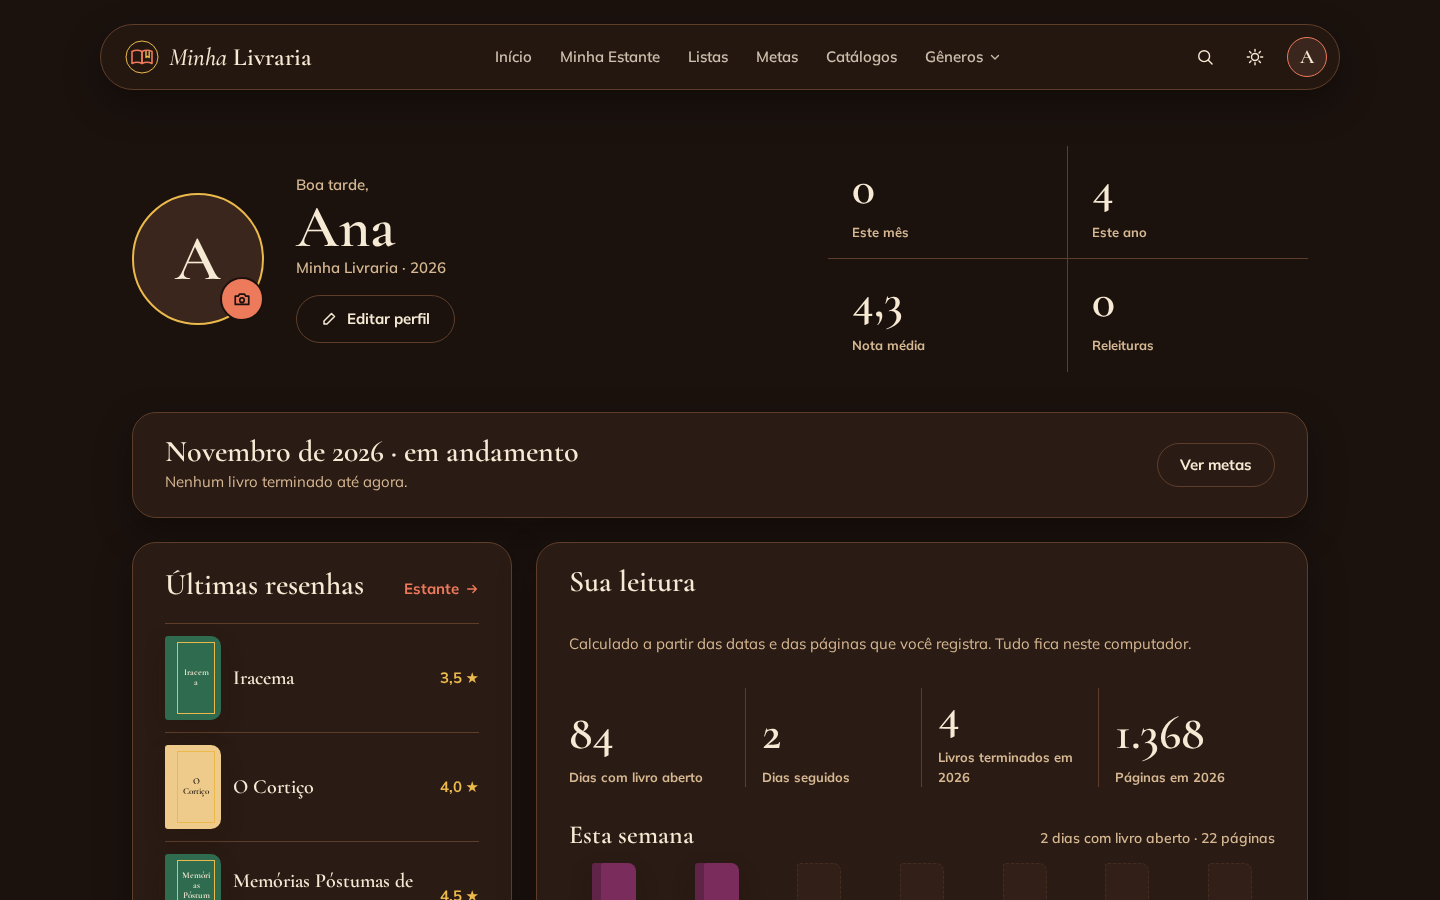 Minha Livraria
Início
Minha Estante
Listas
Metas
Catálogos
Gêneros
A
A
Boa tarde,
Ana
Minha Livraria · 2026
Editar perfil
0
Este mês
4
Este ano
4,3
Nota média
0
Releituras
Novembro de 2026 · em andamento
Nenhum livro terminado até agora.
Ver metas
Últimas resenhas
Estante →
Iracem
a
Iracema
3,5 ★
O
Cortiço
O Cortiço
4,0 ★
Memóri
as
Póstum
Memórias Póstumas de
4,5 ★
Sua leitura
Calculado a partir das datas e das páginas que você registra. Tudo fica neste computador.
84
Dias com livro aberto
2
Dias seguidos
4
Livros terminados em
2026
1.368
Páginas em 2026
Esta semana
2 dias com livro aberto · 22 páginas